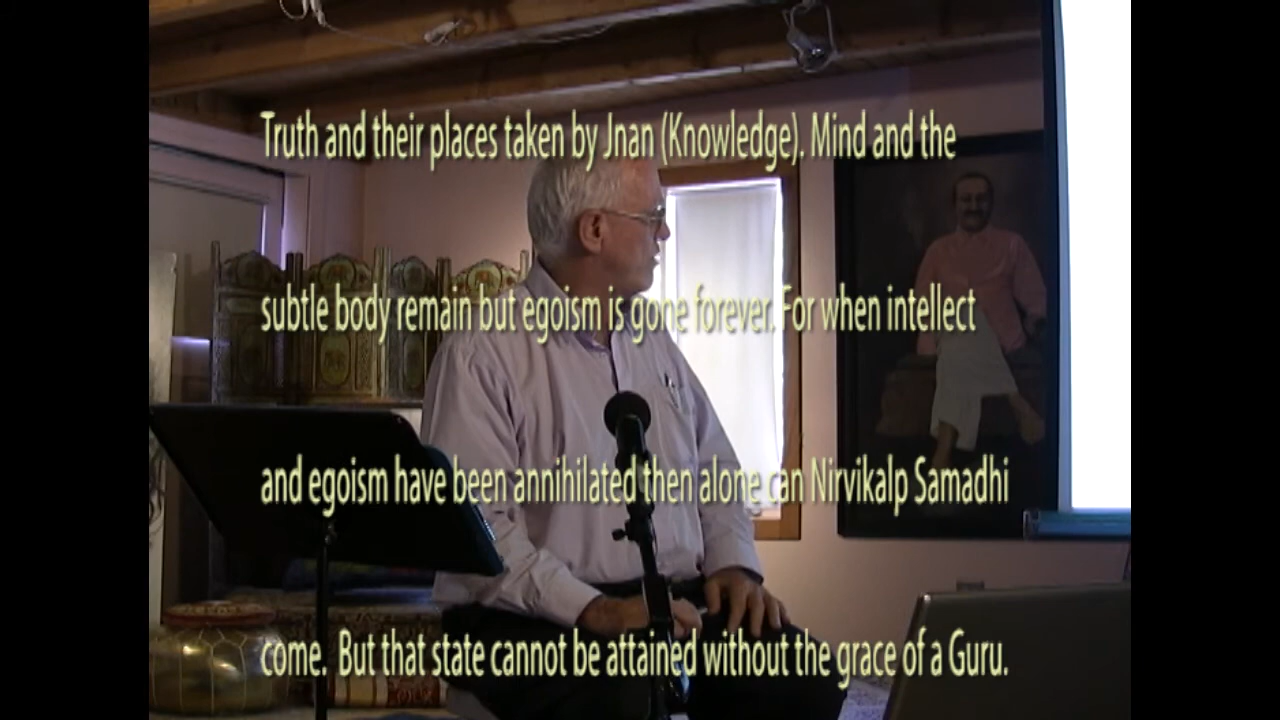 Truth and their places taken by Jnan (Knowledge). Mind and the
subtle body remain but egoism is gone forever. For when intellect
and egoism have been annihilated then alone can Nirvikalp Samadhi
come. But that state cannot be attained without the grace of a Guru.